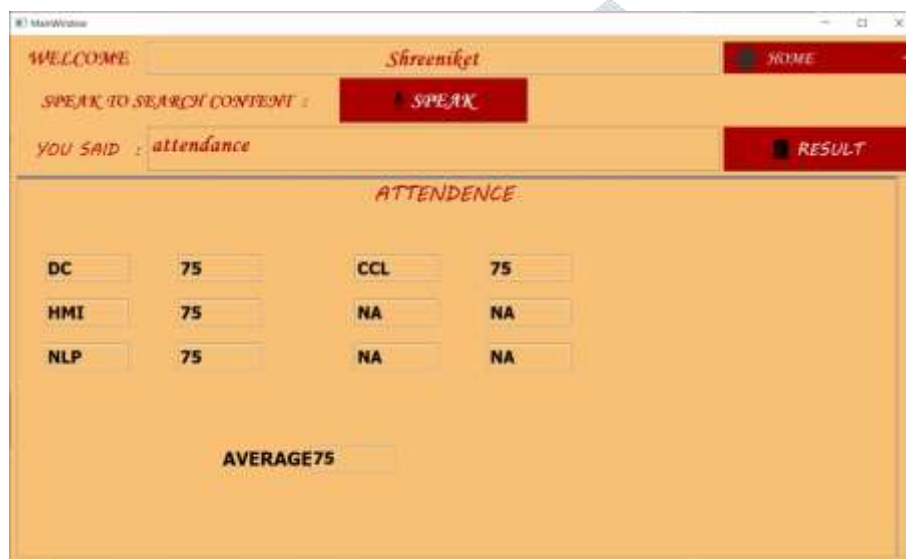 MainWindow
WELCOME Shreeniket HOME
SPEAK TO SEARCH CONTENT : SPEAK
YOU SAID : attendance RESULT
ATTENDENCE
DC 75 CCL 75
HMI 75 NA NA
NLP 75 NA NA
AVERAGE75